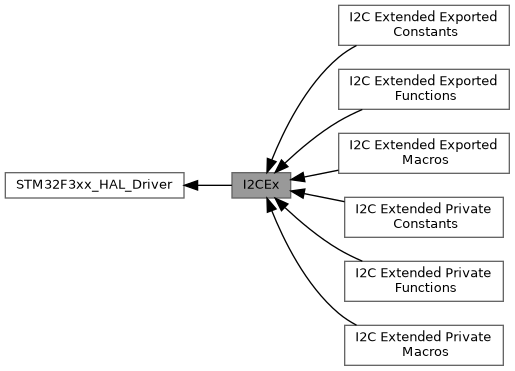 I2C Extended Exported
Constants
I2C Extended Exported
Functions
I2C Extended Exported
Macros
STM32F3xx_HAL_Driver
I2CEx
I2C Extended Private
Constants
I2C Extended Private
Functions
I2C Extended Private
Macros